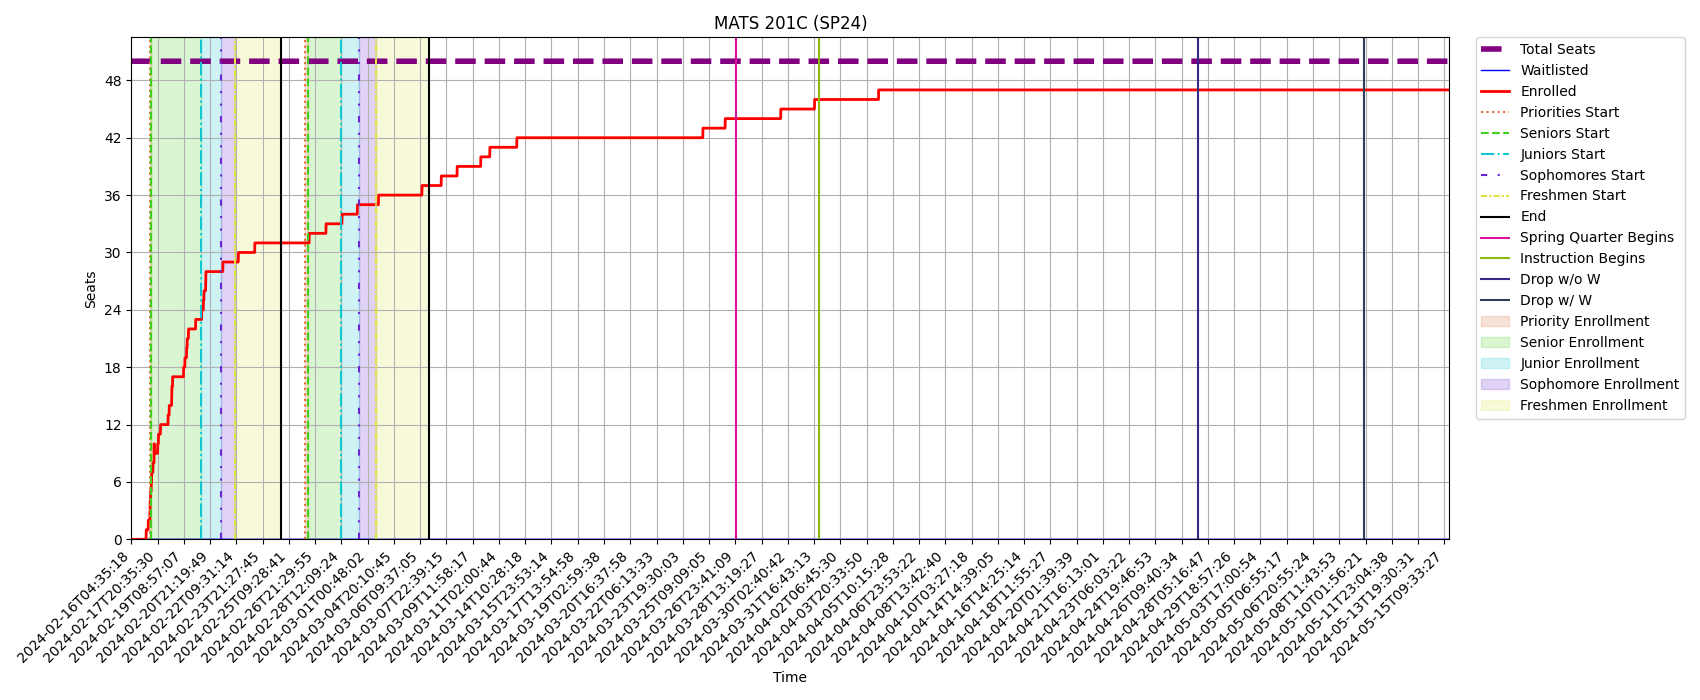 MATS 201C (SP24)
Seats
48
42
36
30
24
18
12
6
0
2024-02-16T04:35:18
2024-02-17T20:35:30
2024-02-19T08:57:07
2024-02-20T21:19:49
2024-02-22T09:31:14
2024-02-23T21:27:45
2024-02-25T09:28:41
2024-02-26T21:29:55
2024-02-28T12:09:24
2024-03-01T00:48:02
2024-03-04T20:10:45
2024-03-06T09:37:05
2024-03-07T22:39:15
2024-03-09T11:58:17
2024-03-11T02:00:44
2024-03-14T10:28:18
2024-03-15T23:53:14
2024-03-17T13:54:58
2024-03-19T02:59:38
2024-03-20T16:37:58
2024-03-22T06:13:33
2024-03-23T19:30:03
2024-03-25T09:09:05
2024-03-26T23:41:09
2024-03-28T13:19:27
2024-03-30T02:40:42
2024-03-31T16:43:13
2024-04-02T06:45:30
2024-04-03T20:33:50
2024-04-05T10:15:28
2024-04-06T23:53:22
2024-04-08T13:42:40
2024-04-10T03:27:18
2024-04-14T14:39:05
2024-04-16T14:25:14
2024-04-18T11:55:27
2024-04-20T01:39:39
2024-04-21T16:13:01
2024-04-23T06:03:22
2024-04-24T19:46:53
2024-04-26T09:40:34
2024-04-28T05:16:47
2024-04-29T18:57:26
2024-05-03T17:00:54
2024-05-05T06:55:17
2024-05-06T20:55:24
2024-05-08T11:43:53
2024-05-10T01:56:21
2024-05-11T23:04:38
2024-05-13T19:30:31
2024-05-15T09:33:27
Time
Total Seats
Waitlisted
Enrolled
Priorities Start
Seniors Start
Juniors Start
Sophomores Start
Freshmen Start
End
Spring Quarter Begins
Instruction Begins
Drop w/o W
Drop w/ W
Priority Enrollment
Senior Enrollment
Junior Enrollment
Sophomore Enrollment
Freshmen Enrollment